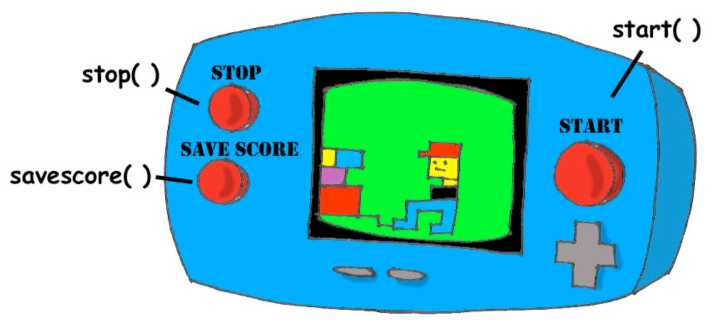 start( )
stop( )
STOP
START
SAVE SCORE
savescore( )